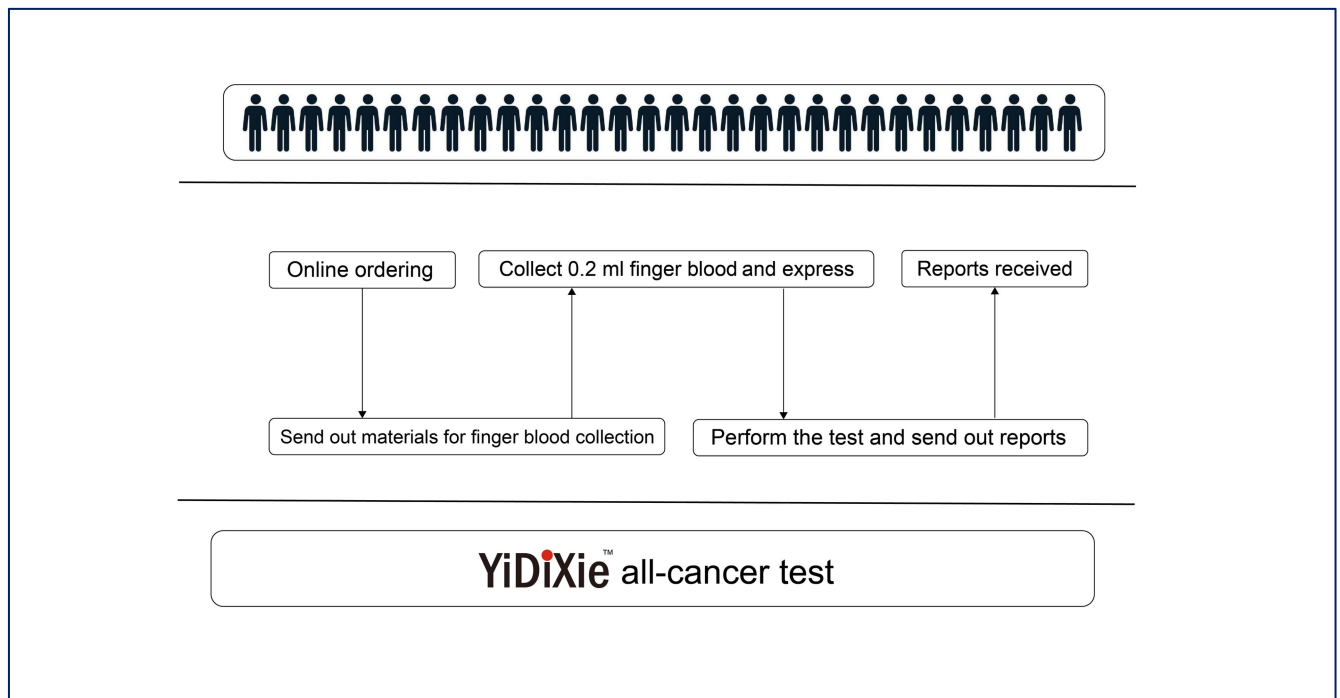 Online ordering
Collect 0.2 ml finger blood and express
Reports received
Send out materials for finger blood collection
Perform the test and send out reports
YiDiXie™ all-cancer test